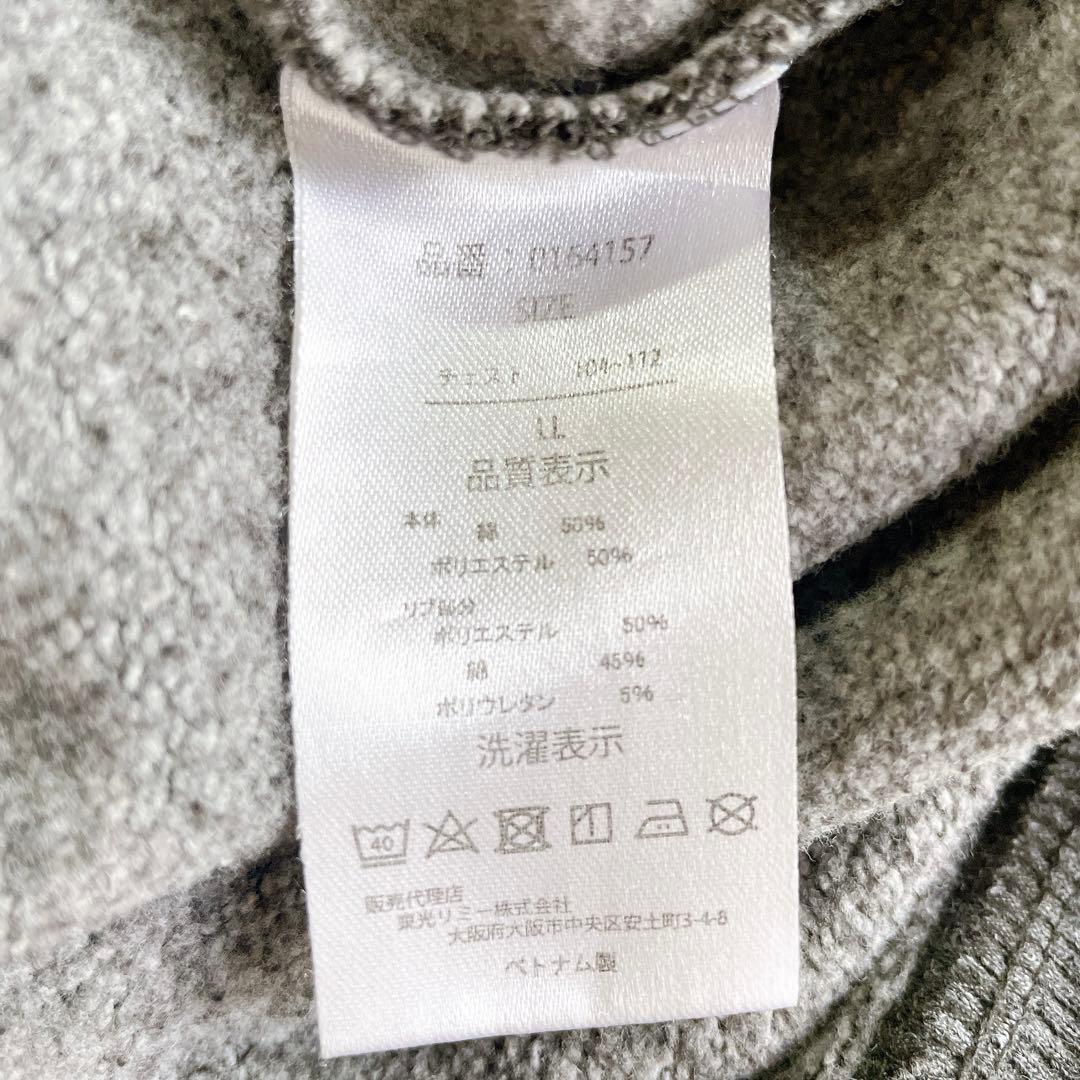 品番：0164157
SIZE
チェスト 104~112
LL
品質表示
本体
綿 50%
ポリエステル 50%
リブ部分
ポリエステル 50%
綿 45%
ポリウレタン 5%
洗濯表示
40
販売代理店
東光リミー株式会社
大阪府大阪市中央区安土町3-4-8
ベトナム製